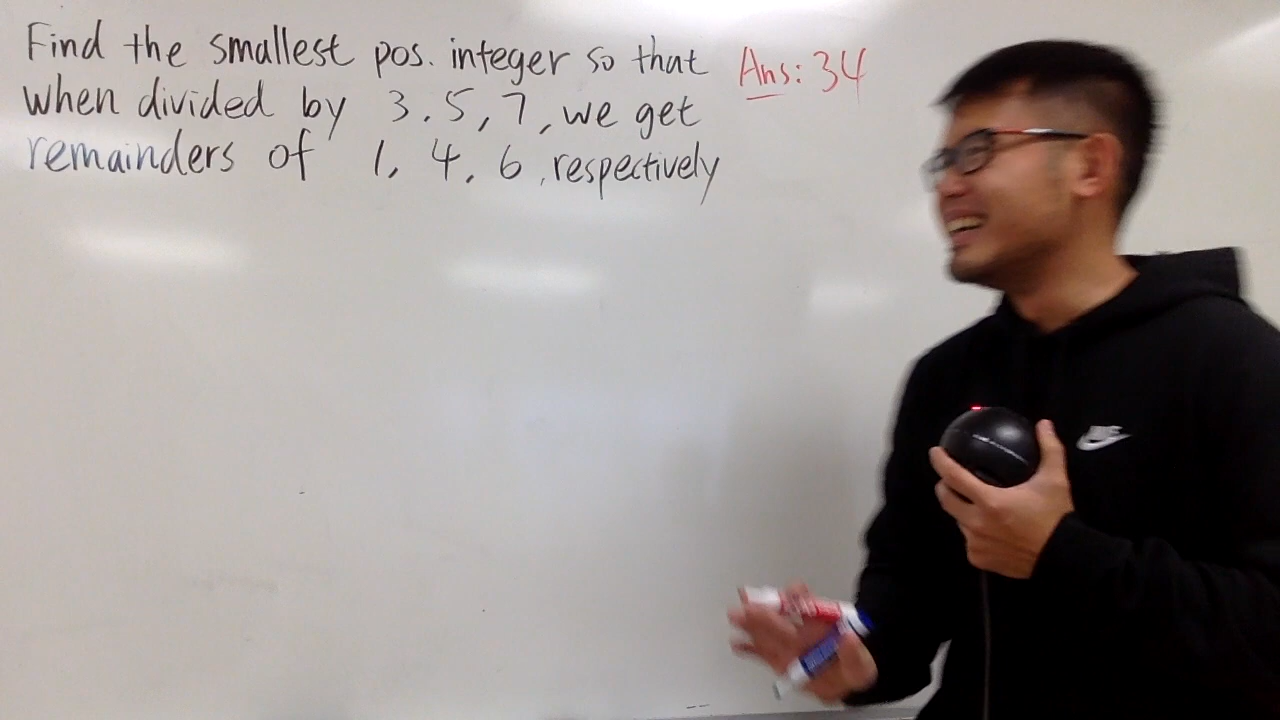 Find the smallest pos. integer so that Ans: 34
when divided by 3, 5, 7, we get
remainders of 1, 4, 6, respectively